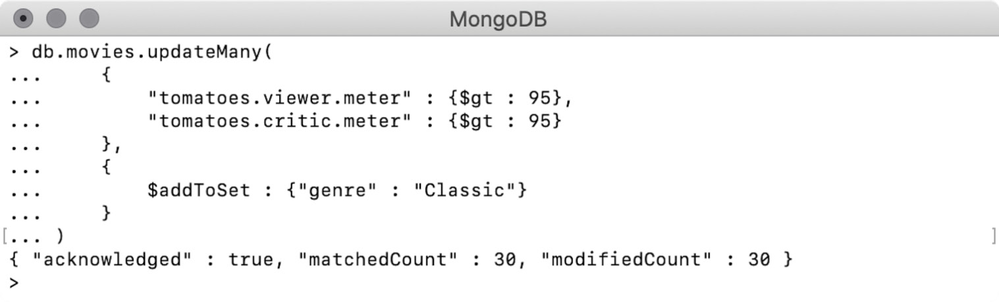 MongoDB
> db.movies.updateMany(
...     {
...         "tomatoes.viewer.meter" : {$gt : 95},
...         "tomatoes.critic.meter" : {$gt : 95}
...     },
...     {
...         $addToSet : {"genre" : "Classic"}
...     }
[... )                                                                                ]
{ "acknowledged" : true, "matchedCount" : 30, "modifiedCount" : 30 }
>